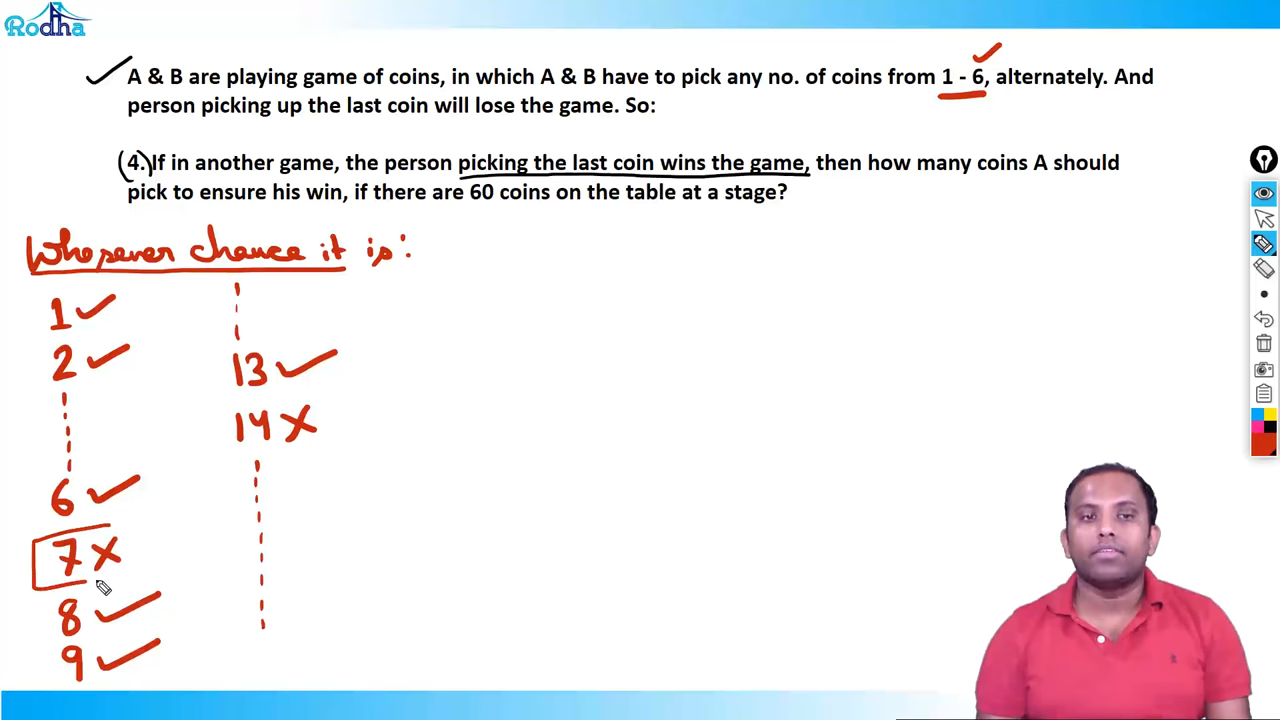 Rodha
A & B are playing game of coins, in which A & B have to pick any no. of coins from 1 - 6, alternately. And
person picking up the last coin will lose the game. So:
(4.) If in another game, the person picking the last coin wins the game, then how many coins A should
pick to ensure his win, if there are 60 coins on the table at a stage?
Whosever chance it is:
1 ✓
2 ✓
6 ✓
7 X
8 ✓
9 ✓
13 ✓
14 X